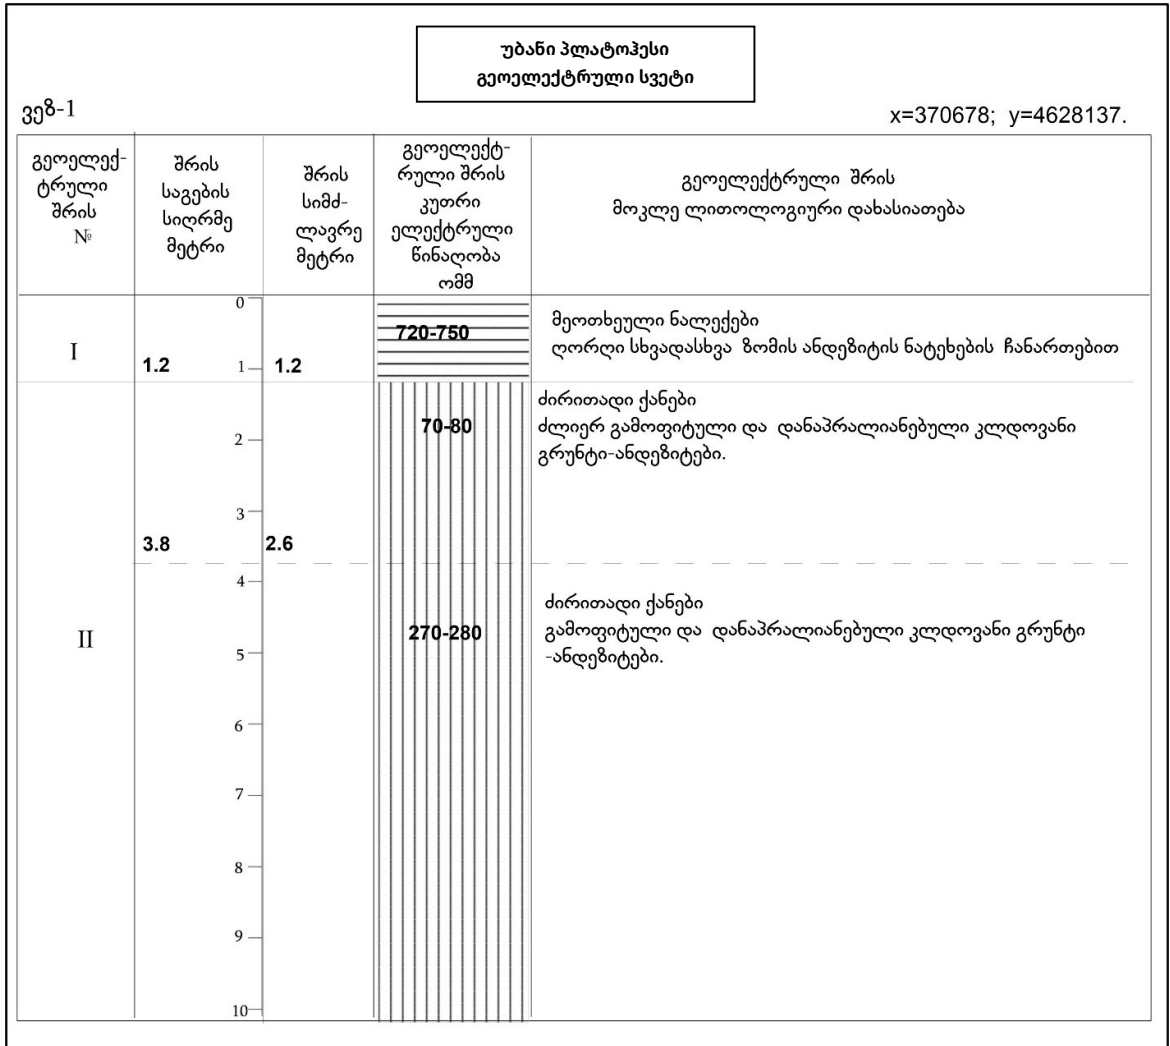 უბანი პლატოჰესი
გეოელექტრული სვეტი
ვეზ-1
x=370678; y=4628137.
გეოელექ-
ტრული
შრის
№
შრის
საგების
სიღრმე
მეტრი
შრის
სიმძ-
ლავრე
მეტრი
გეოელექტ-
რული შრის
კუთრი
ელექტრული
წინაღობა
ომმ
გეოელექტრული შრის
მოკლე ლითოლოგიური დახასიათება
I
1.2
0
1
1.2
720-750
მეოთხეული ნალექები
ღორღი სხვადასხვა ზომის ანდეზიტის ნატეხების ჩანართებით
2
3
3.8
2.6
70-80
ძირითადი ქანები
ძლიერ გამოფიტული და დანაპრალიანებული კლდოვანი
გრუნტი-ანდეზიტები.
II
4
5
6
7
8
9
10
270-280
ძირითადი ქანები
გამოფიტული და დანაპრალიანებული კლდოვანი გრუნტი
-ანდეზიტები.